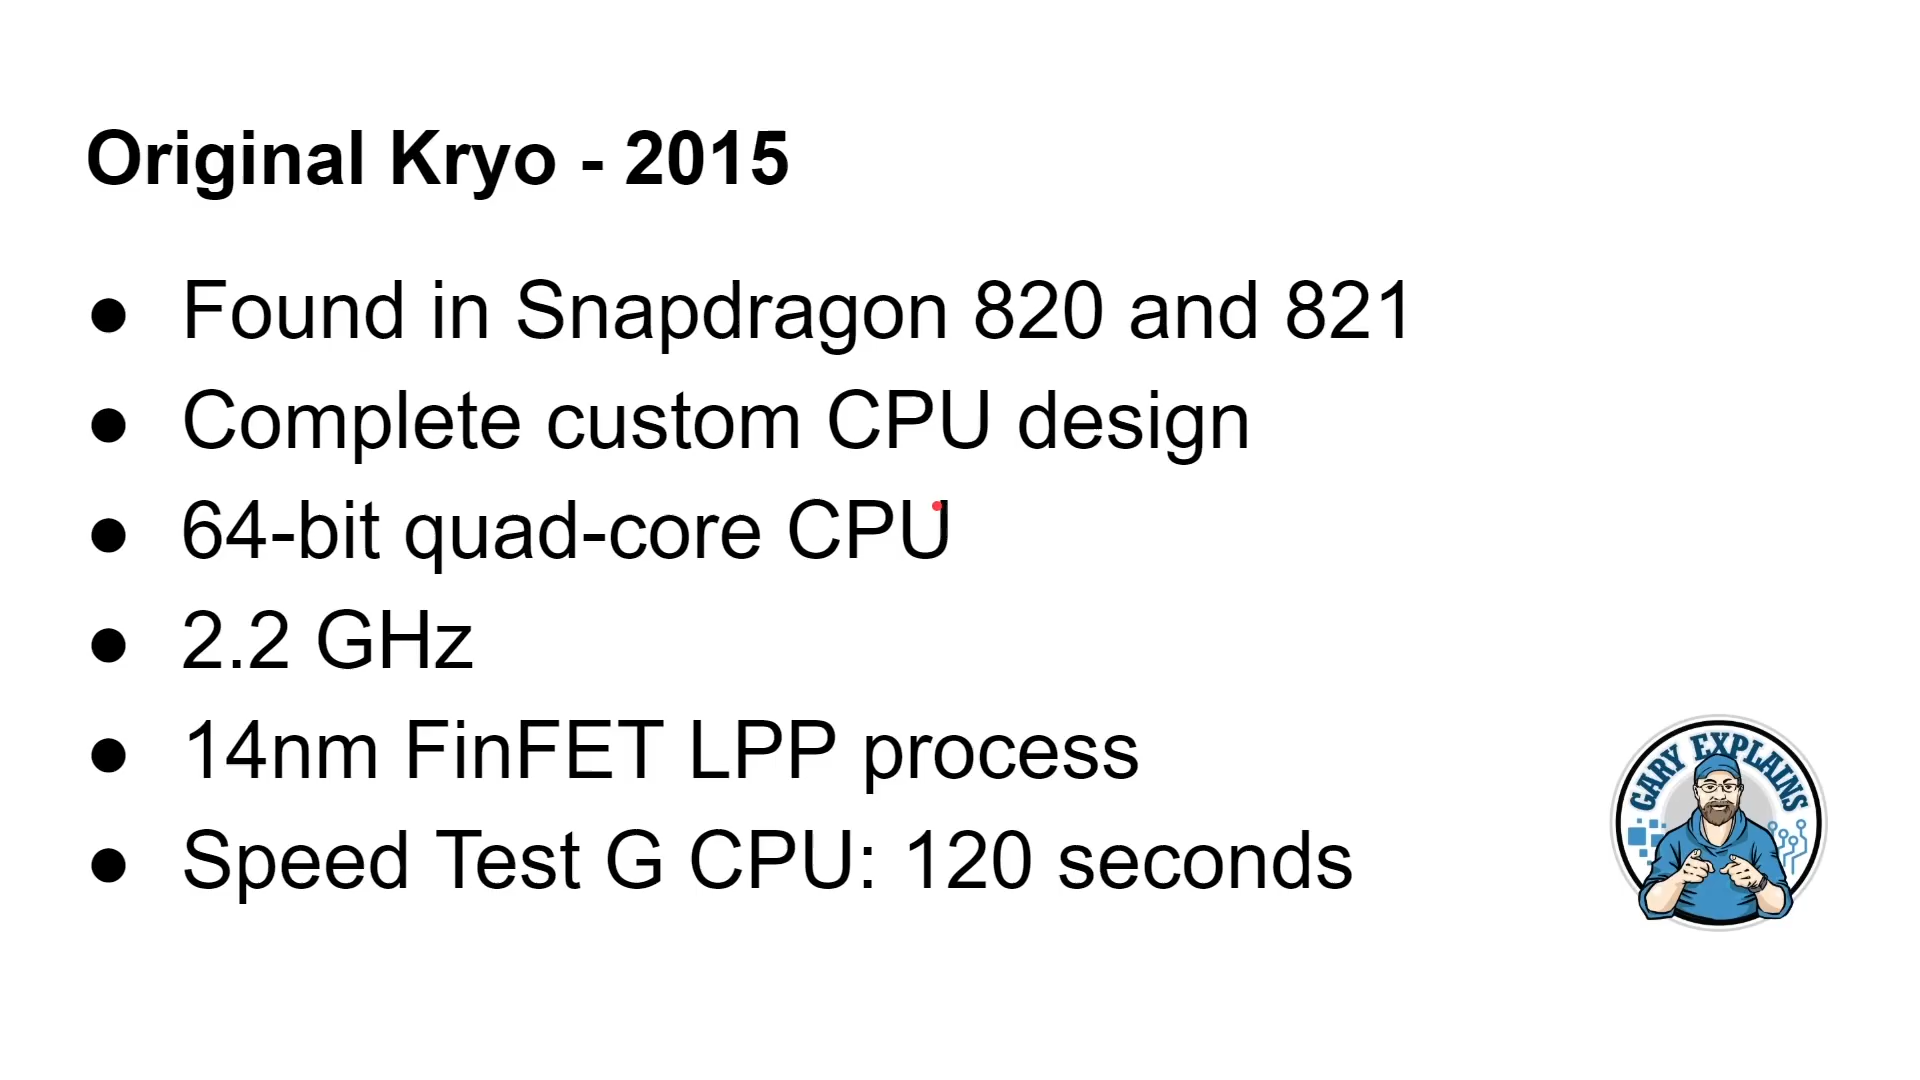 Original Kryo - 2015
● Found in Snapdragon 820 and 821
● Complete custom CPU design
● 64-bit quad-core CPU
● 2.2 GHz
● 14nm FinFET LPP process
● Speed Test G CPU: 120 seconds
GARY EXPLAINS